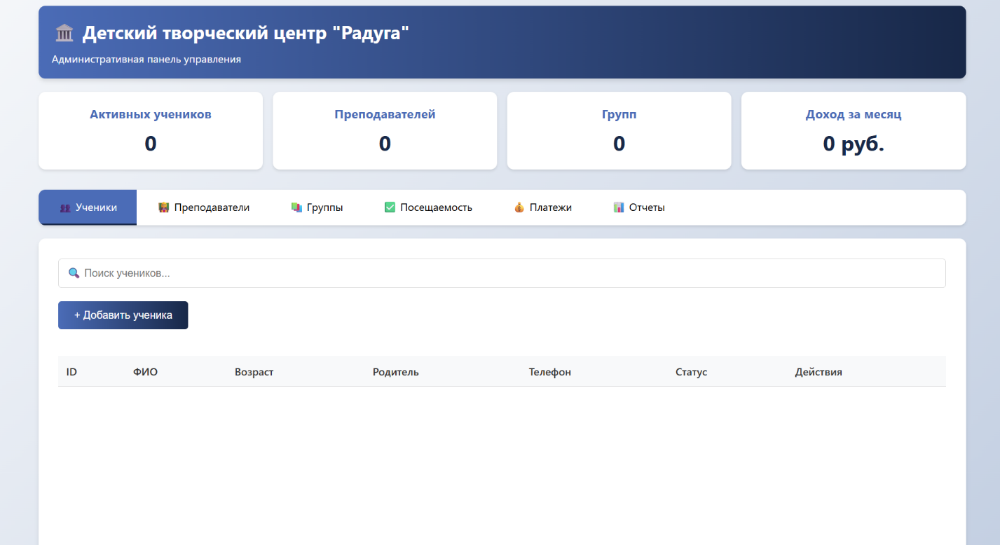 Детский творческий центр "Радуга"
Административная панель управления
Активных учеников
0
Преподавателей
0
Групп
0
Доход за месяц
0 руб.
Ученики
Преподаватели
Группы
Посещаемость
Платежи
Отчеты
Поиск учеников...
+ Добавить ученика
ID ФИО Возраст Родитель Телефон Статус Действия